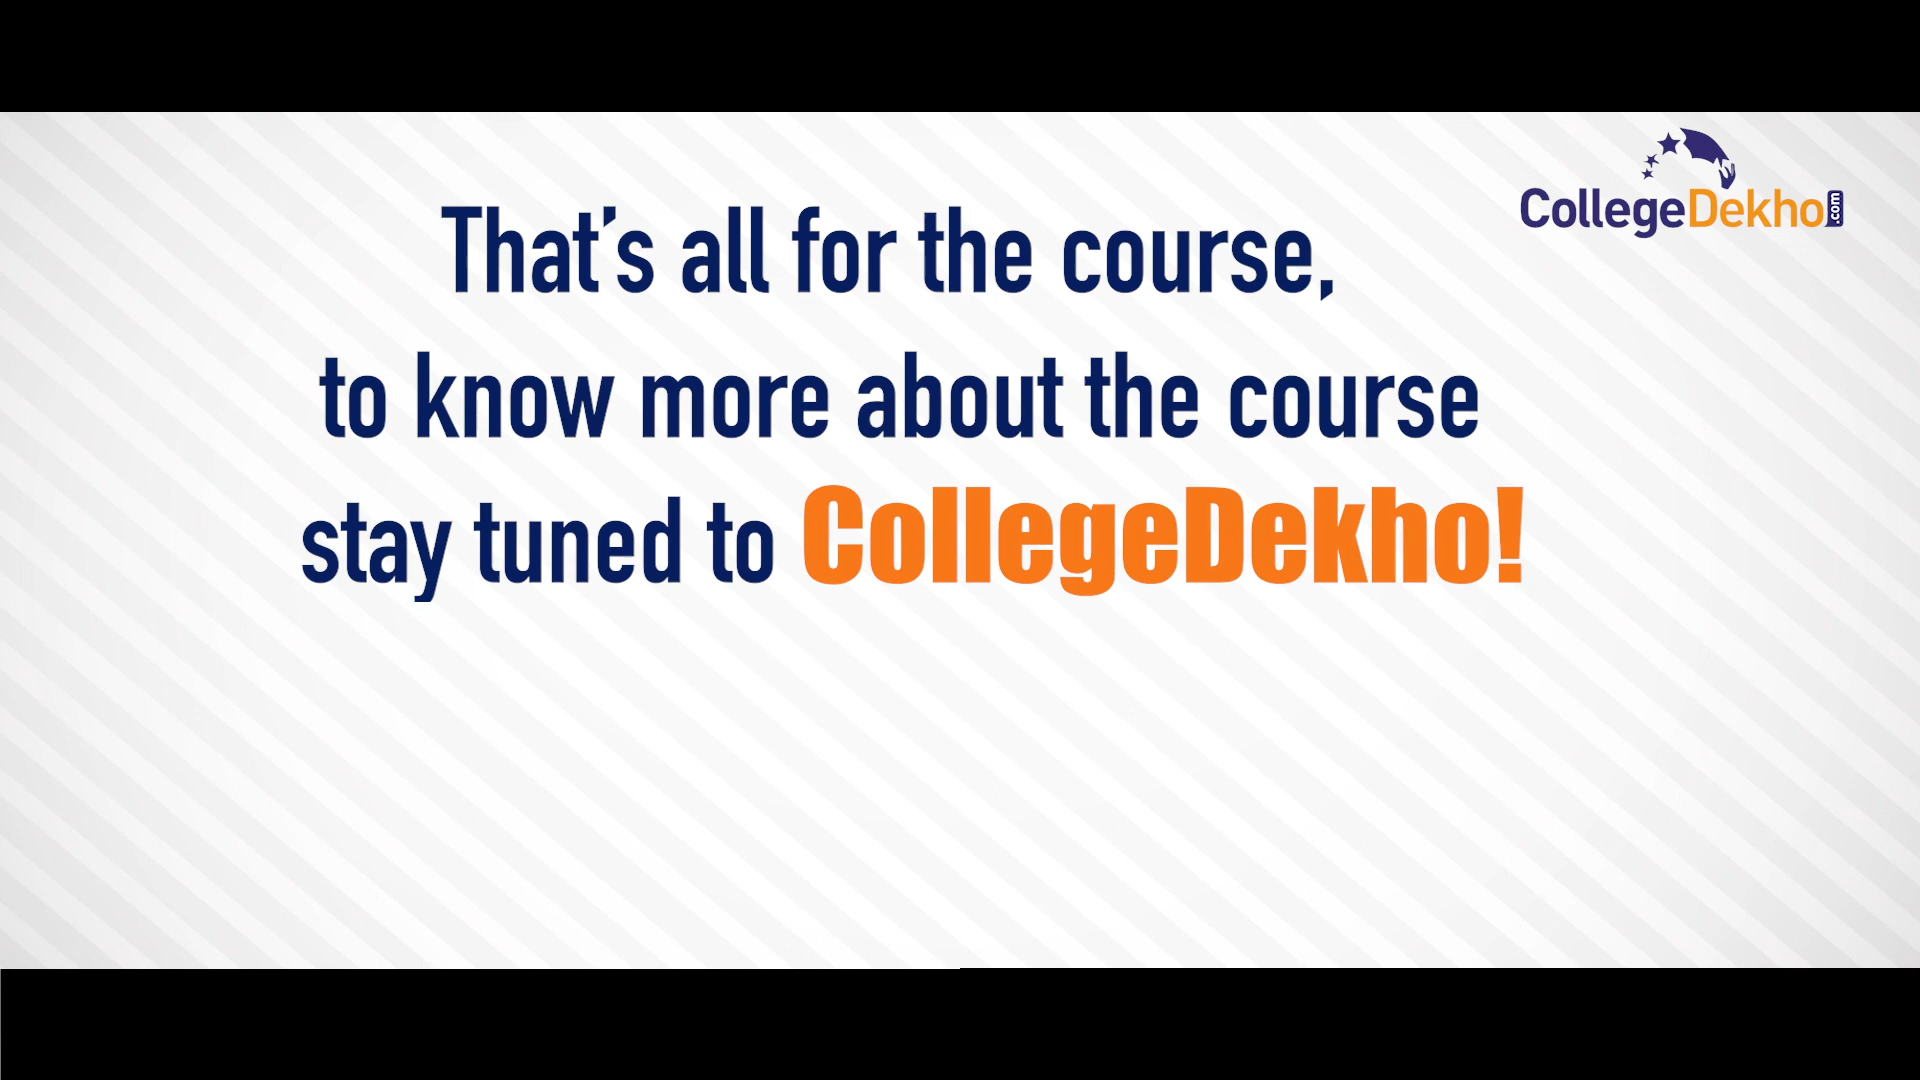 CollegeDekho.com
That's all for the course,
to know more about the course
stay tuned to CollegeDekho!